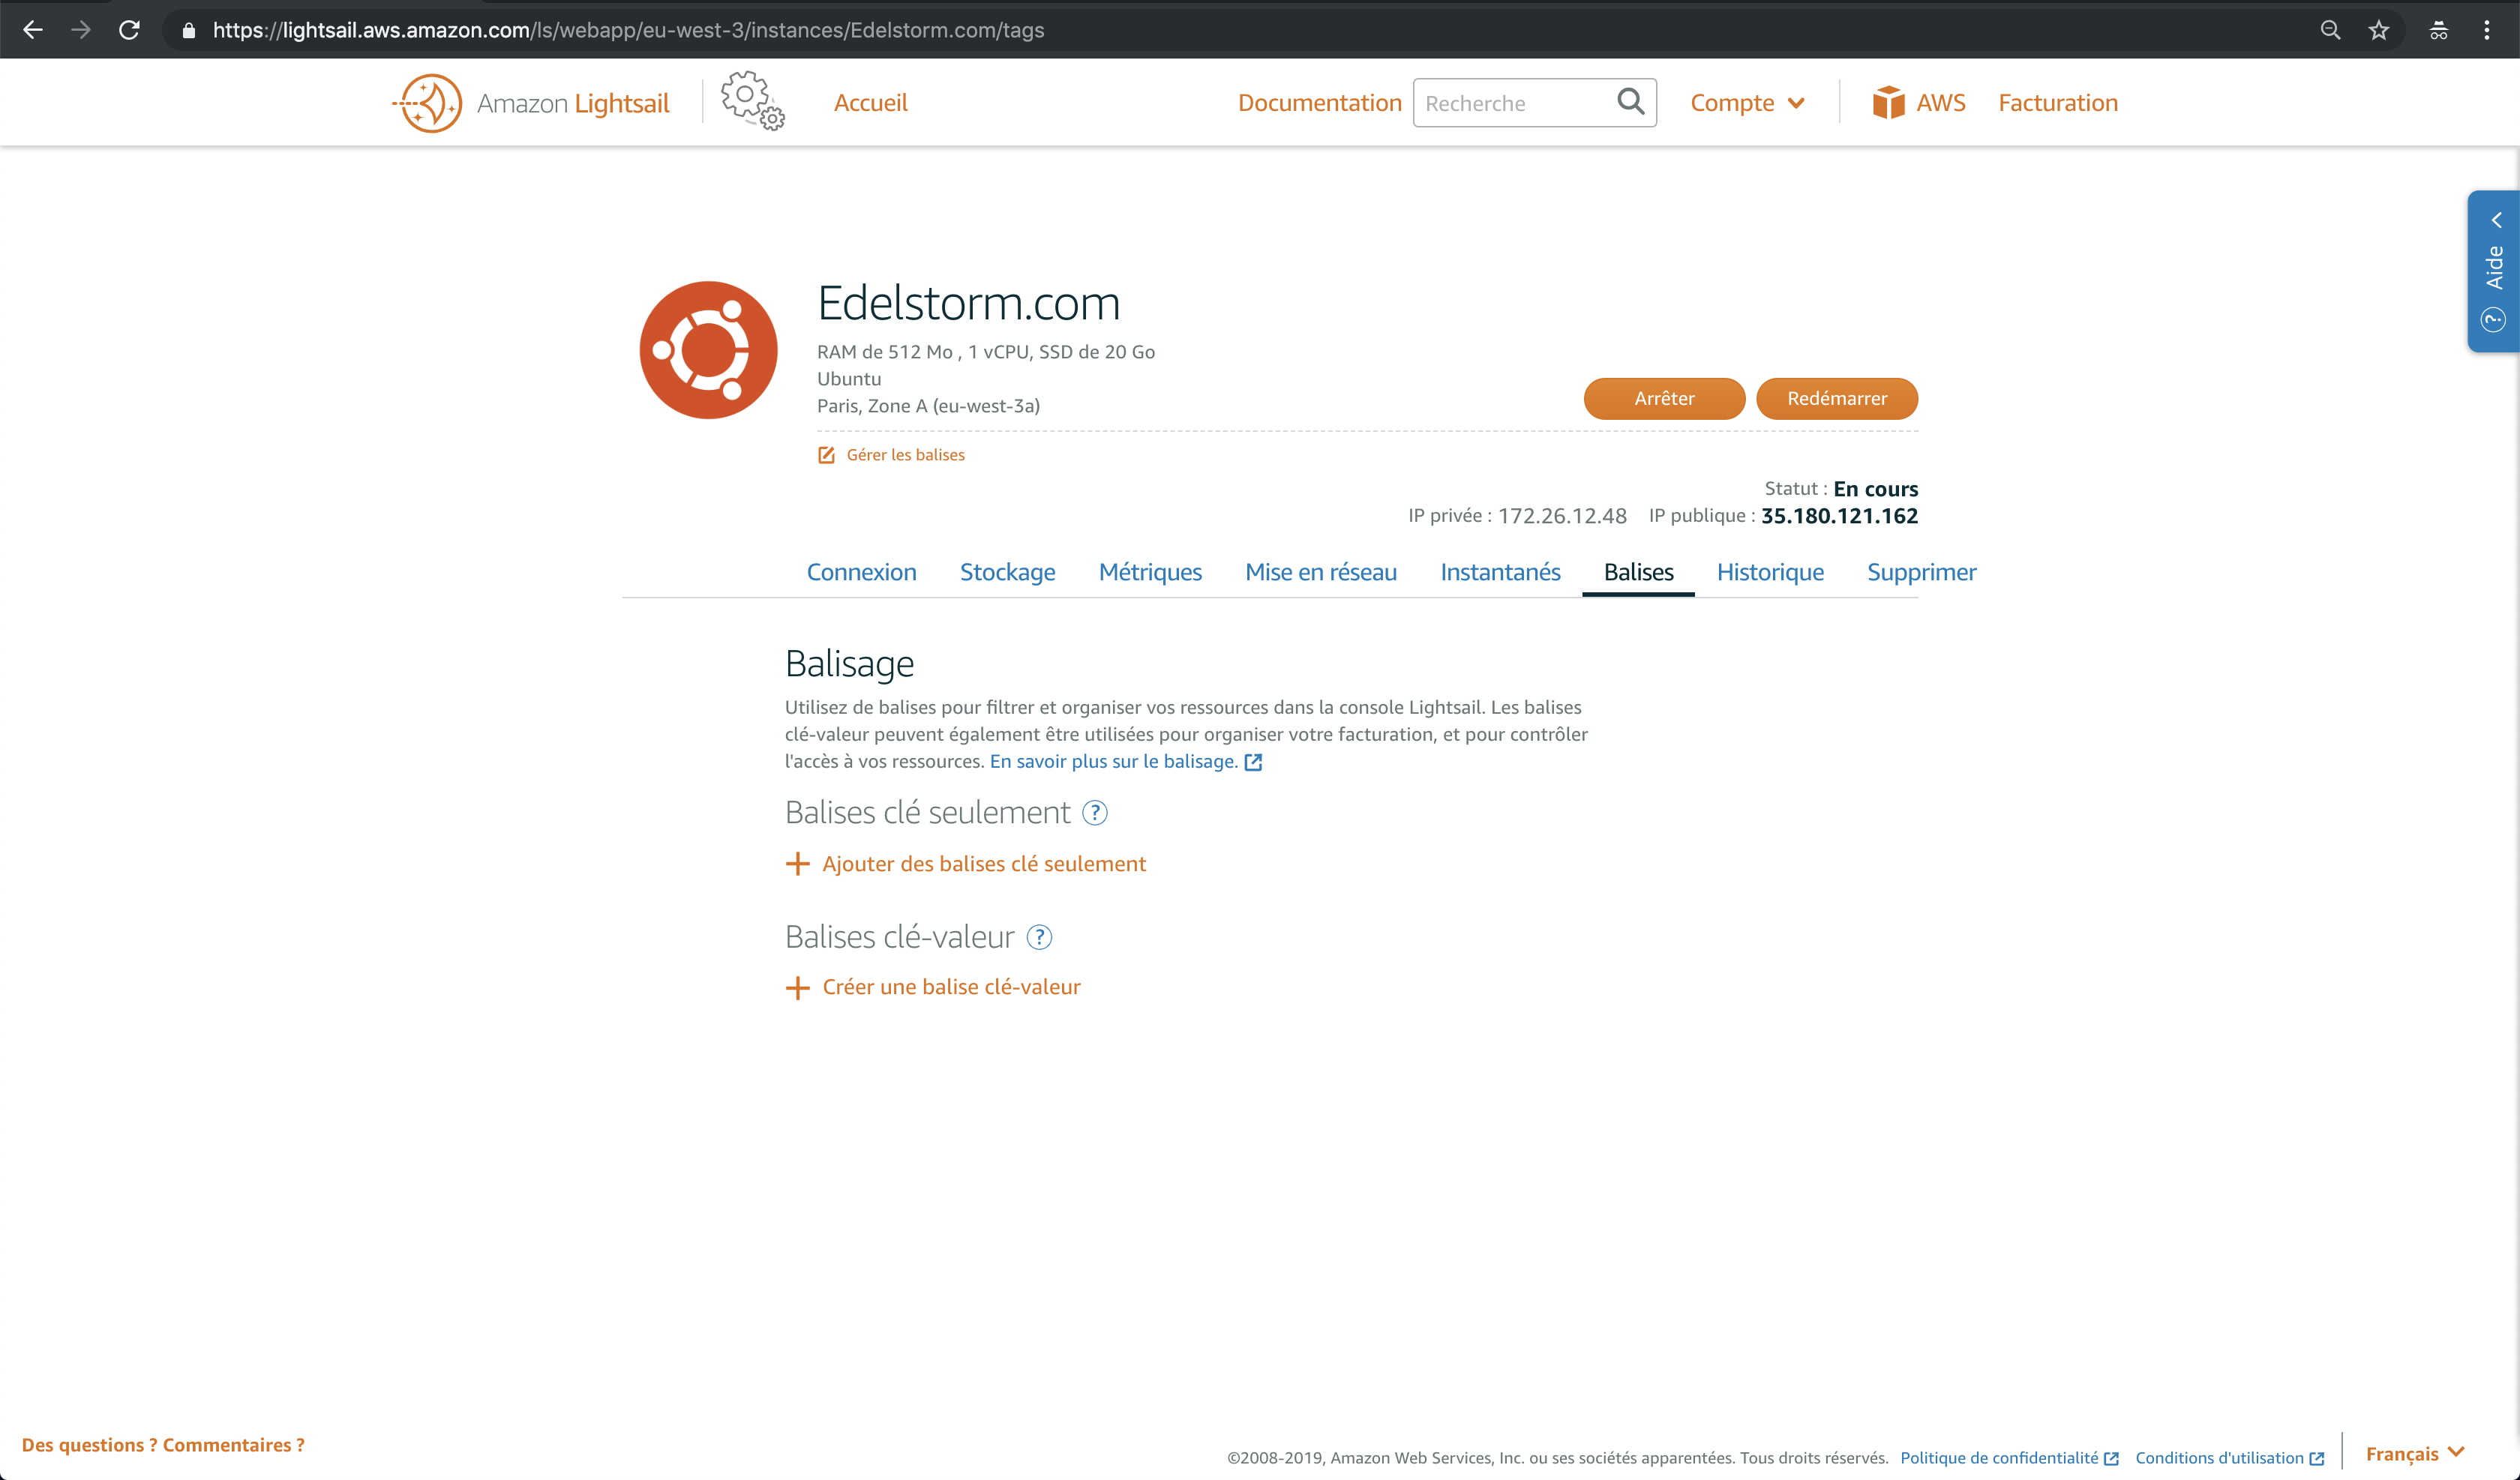 https://lightsail.aws.amazon.com/ls/webapp/eu-west-3/instances/Edelstorm.com/tags
Amazon Lightsail
Accueil
Documentation
Recherche
Compte
AWS
Facturation
Aide
Edelstorm.com
RAM de 512 Mo , 1 vCPU, SSD de 20 Go
Ubuntu
Paris, Zone A (eu-west-3a)
Arrêter
Redémarrer
Gérer les balises
Statut : En cours
IP privée : 172.26.12.48 IP publique : 35.180.121.162
Connexion
Stockage
Métriques
Mise en réseau
Instantanés
Balises
Historique
Supprimer
Balisage
Utilisez de balises pour filtrer et organiser vos ressources dans la console Lightsail. Les balises
clé-valeur peuvent également être utilisées pour organiser votre facturation, et pour contrôler
l'accès à vos ressources. En savoir plus sur le balisage.
Balises clé seulement ?
+ Ajouter des balises clé seulement
Balises clé-valeur ?
+ Créer une balise clé-valeur
Des questions ? Commentaires ?
©2008-2019, Amazon Web Services, Inc. ou ses sociétés apparentées. Tous droits réservés. Politique de confidentialité Conditions d'utilisation
Français